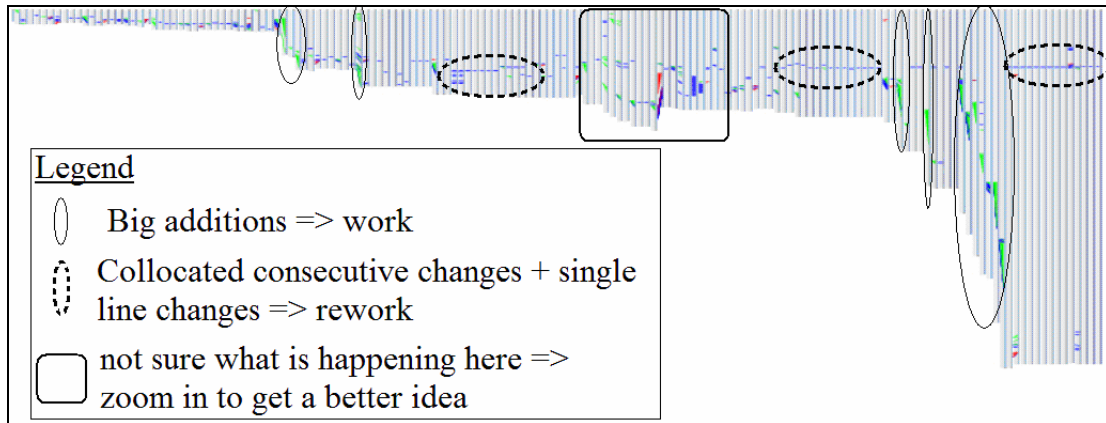 Legend
Big additions => work
Collocated consecutive changes + single
line changes => rework
not sure what is happening here =>
zoom in to get a better idea